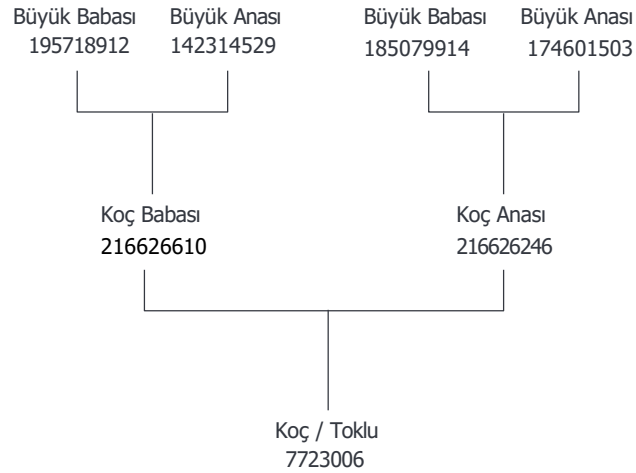 Büyük Babası Büyük Anası Büyük Babası Büyük Anası
195718912 142314529 185079914 174601503
Koç Babası Koç Anası
216626610 216626246
Koç / Toklu
7723006